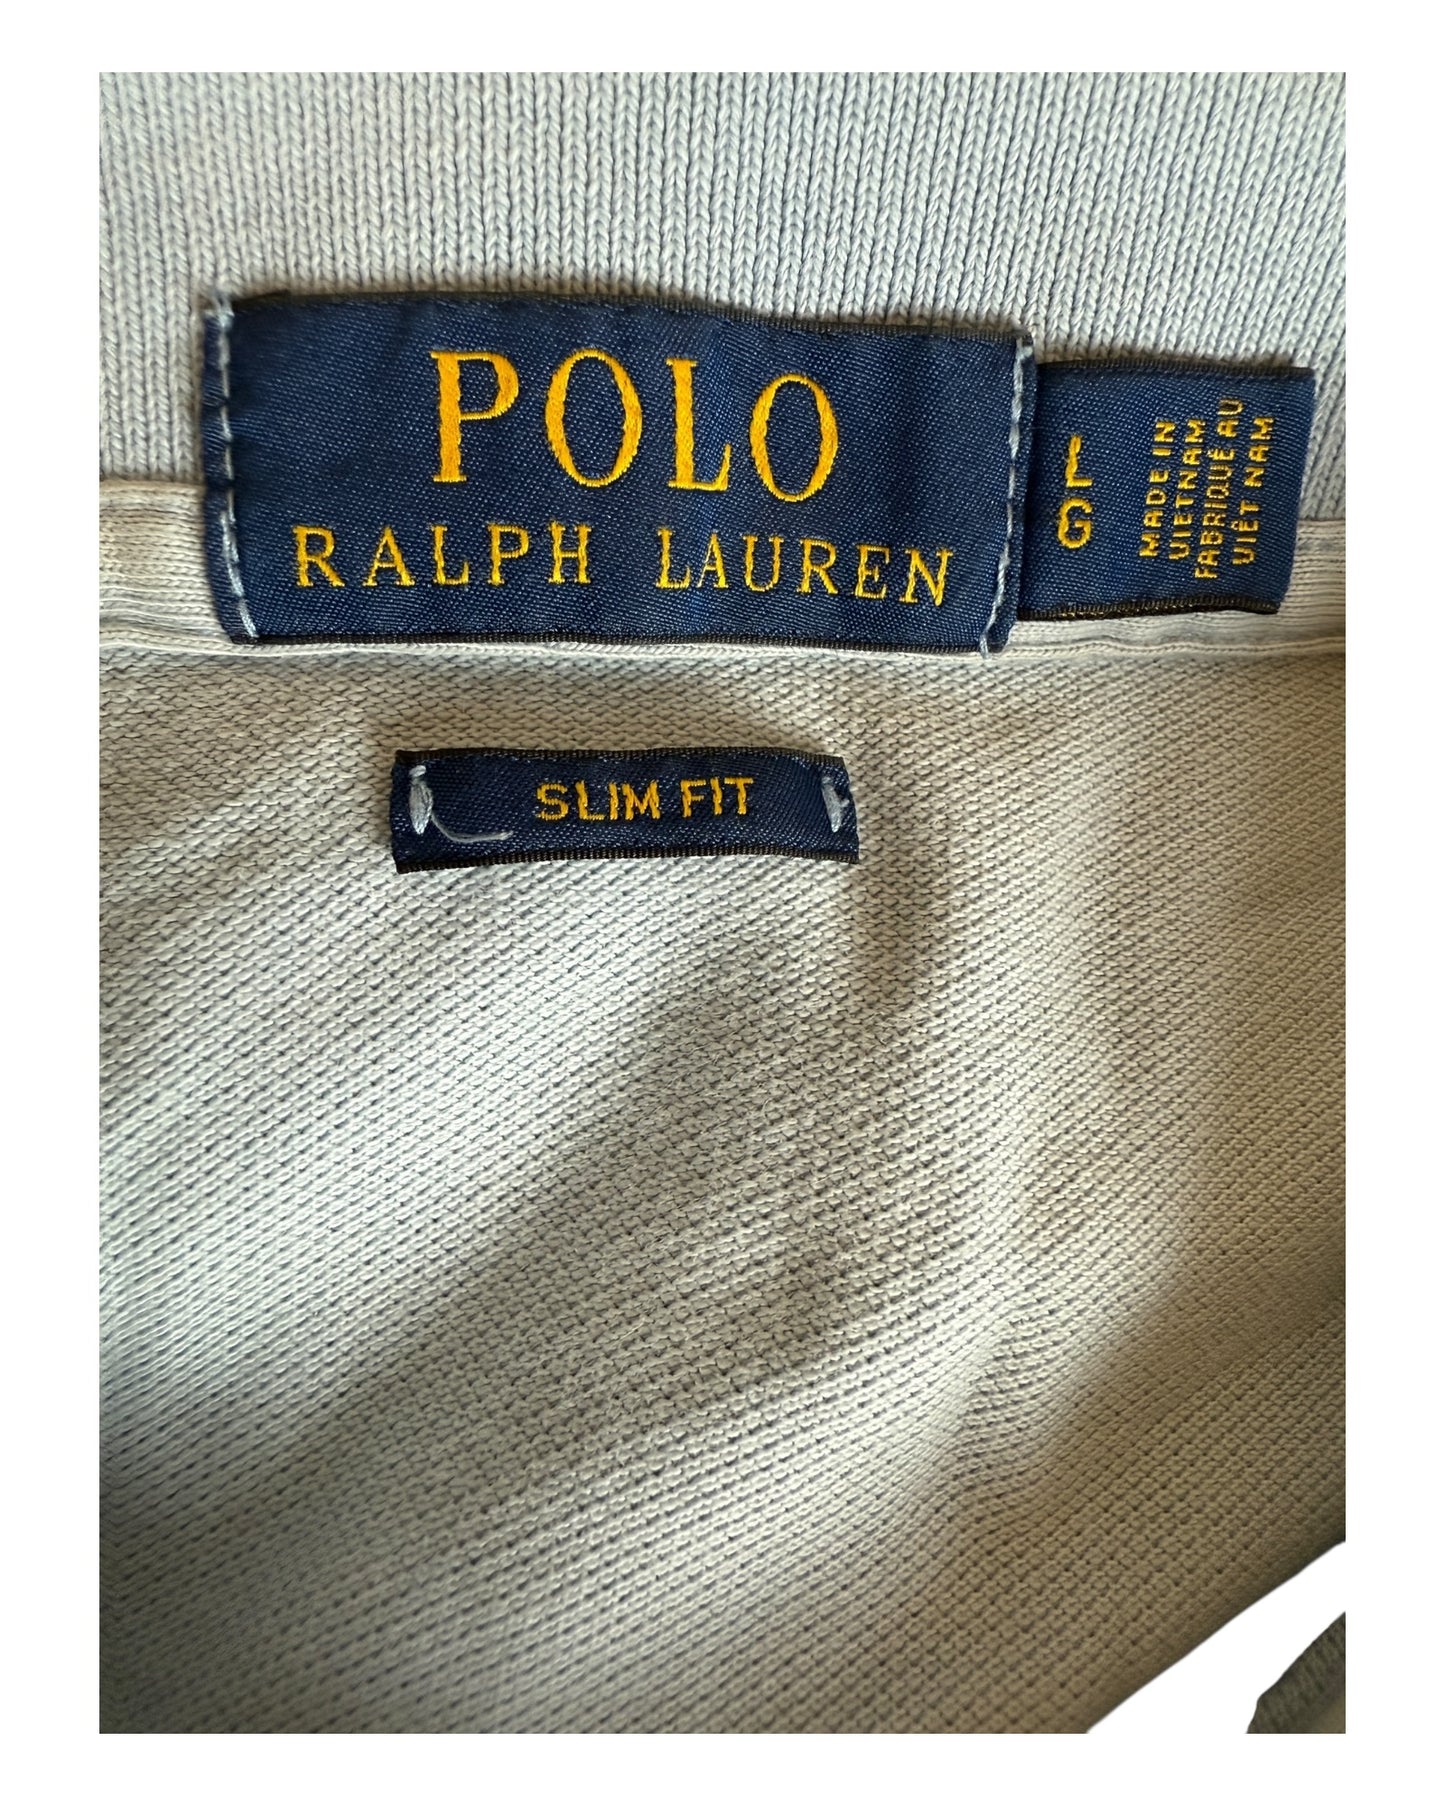 POLO
RALPH LAUREN
L
G
MADE IN
VIETNAM
FABRIQUÉ AU
VIÊT NAM
SLIM FIT